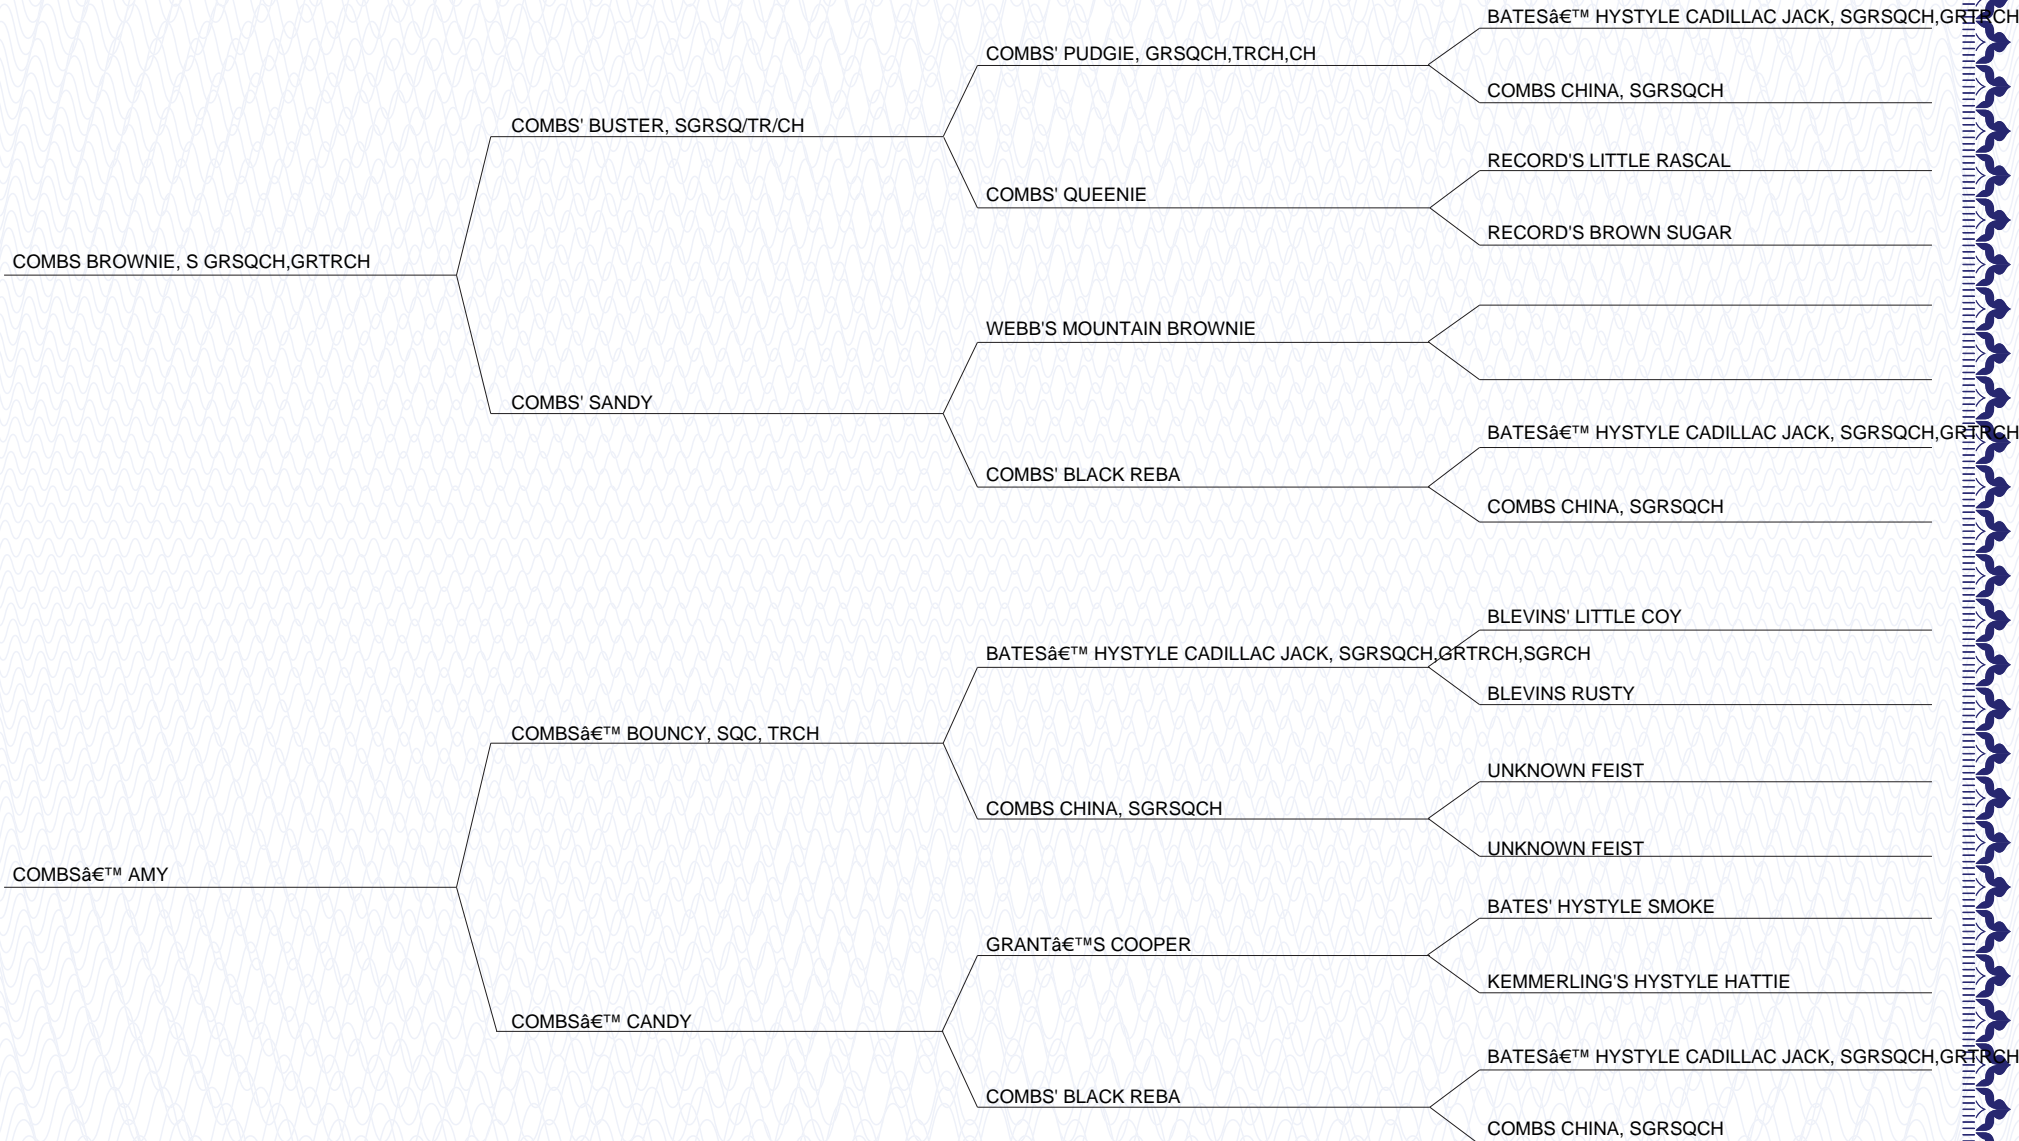 BATESâ€™ HYSTYLE CADILLAC JACK, SGRSQCH,GRTRCH
COMBS' PUDGIE, GRSQCH,TRCH,CH
COMBS CHINA, SGRSQCH
COMBS' BUSTER, SGRSQ/TR/CH
RECORD'S LITTLE RASCAL
COMBS' QUEENIE
RECORD'S BROWN SUGAR
COMBS BROWNIE, S GRSQCH,GRTRCH
WEBB'S MOUNTAIN BROWNIE
COMBS' SANDY
BATESâ€™ HYSTYLE CADILLAC JACK, SGRSQCH,GRTRCH
COMBS' BLACK REBA
COMBS CHINA, SGRSQCH
BLEVINS' LITTLE COY
BATESâ€™ HYSTYLE CADILLAC JACK, SGRSQCH,GRTRCH,SGRCH
BLEVINS RUSTY
COMBSâ€™ BOUNCY, SQC, TRCH
UNKNOWN FEIST
COMBS CHINA, SGRSQCH
UNKNOWN FEIST
COMBSâ€™ AMY
BATES' HYSTYLE SMOKE
GRANTâ€™S COOPER
KEMMERLING'S HYSTYLE HATTIE
COMBSâ€™ CANDY
BATESâ€™ HYSTYLE CADILLAC JACK, SGRSQCH,GRTRCH
COMBS' BLACK REBA
COMBS CHINA, SGRSQCH